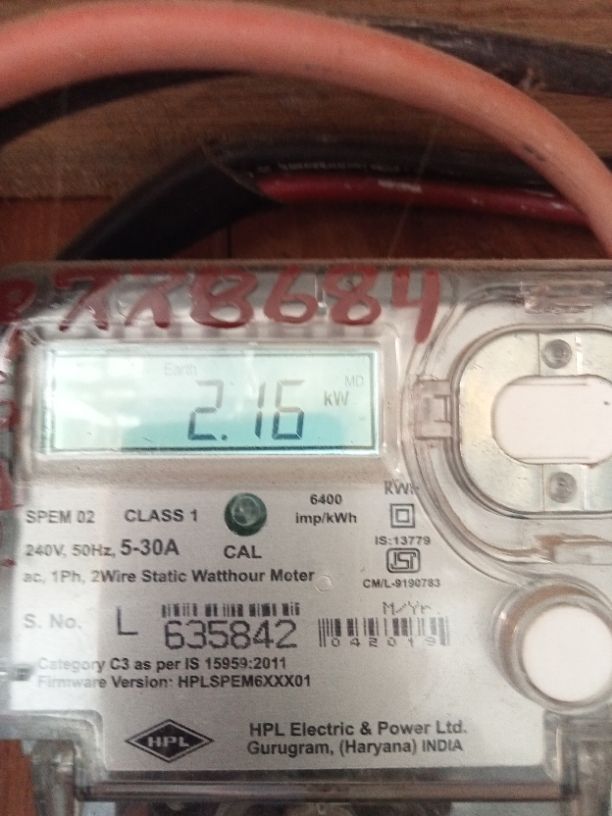 778684
Earth
MD
2.16 kW
SPEM 02 CLASS 1 6400 imp/kWh KWh
240V, 50Hz, 5-30A CAL IS:13779
ac, 1Ph, 2Wire Static Watthour Meter CM/L-9190783
M/Yr.
S. No. L 635842 042019
Category C3 as per IS 15959:2011
Firmware Version: HPLSPEM6XXX01
HPL HPL Electric & Power Ltd.
Gurugram, (Haryana) INDIA